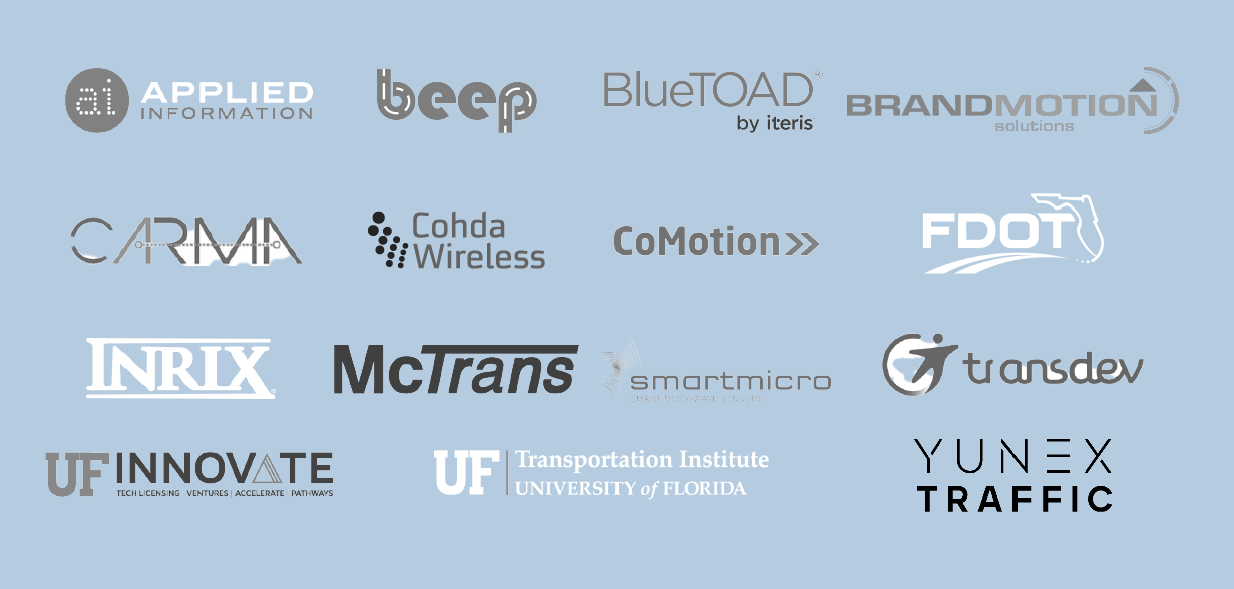 ai APPLIED
INFORMATION
beep
BlueTOAD®
by iteris
BRANDMOTION
solutions
CARMA
Cohda
Wireless
CoMotion
FDOT
INRIX
McTrans
smartmicro
SMART MICROWAVE SENSORS
transdev
UF INNOVATE
TECH LICENSING | VENTURES | ACCELERATE | PATHWAYS
UF Transportation Institute
UNIVERSITY of FLORIDA
YUNEX
TRAFFIC